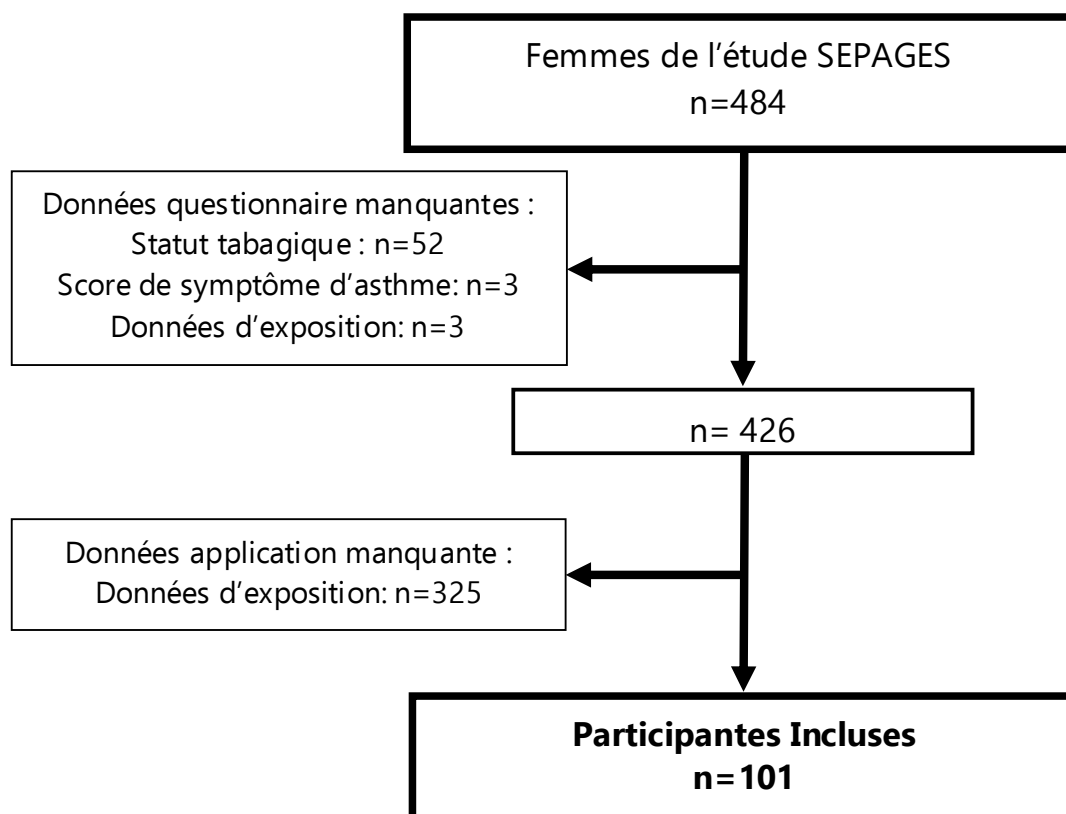 Femmes de l'étude SEPAGES
n=484
Données questionnaire manquantes :
Statut tabagique : n=52
Score de symptôme d'asthme: n=3
Données d'exposition: n=3
n= 426
Données application manquante :
Données d'exposition: n=325
Participantes Incluses
n=101